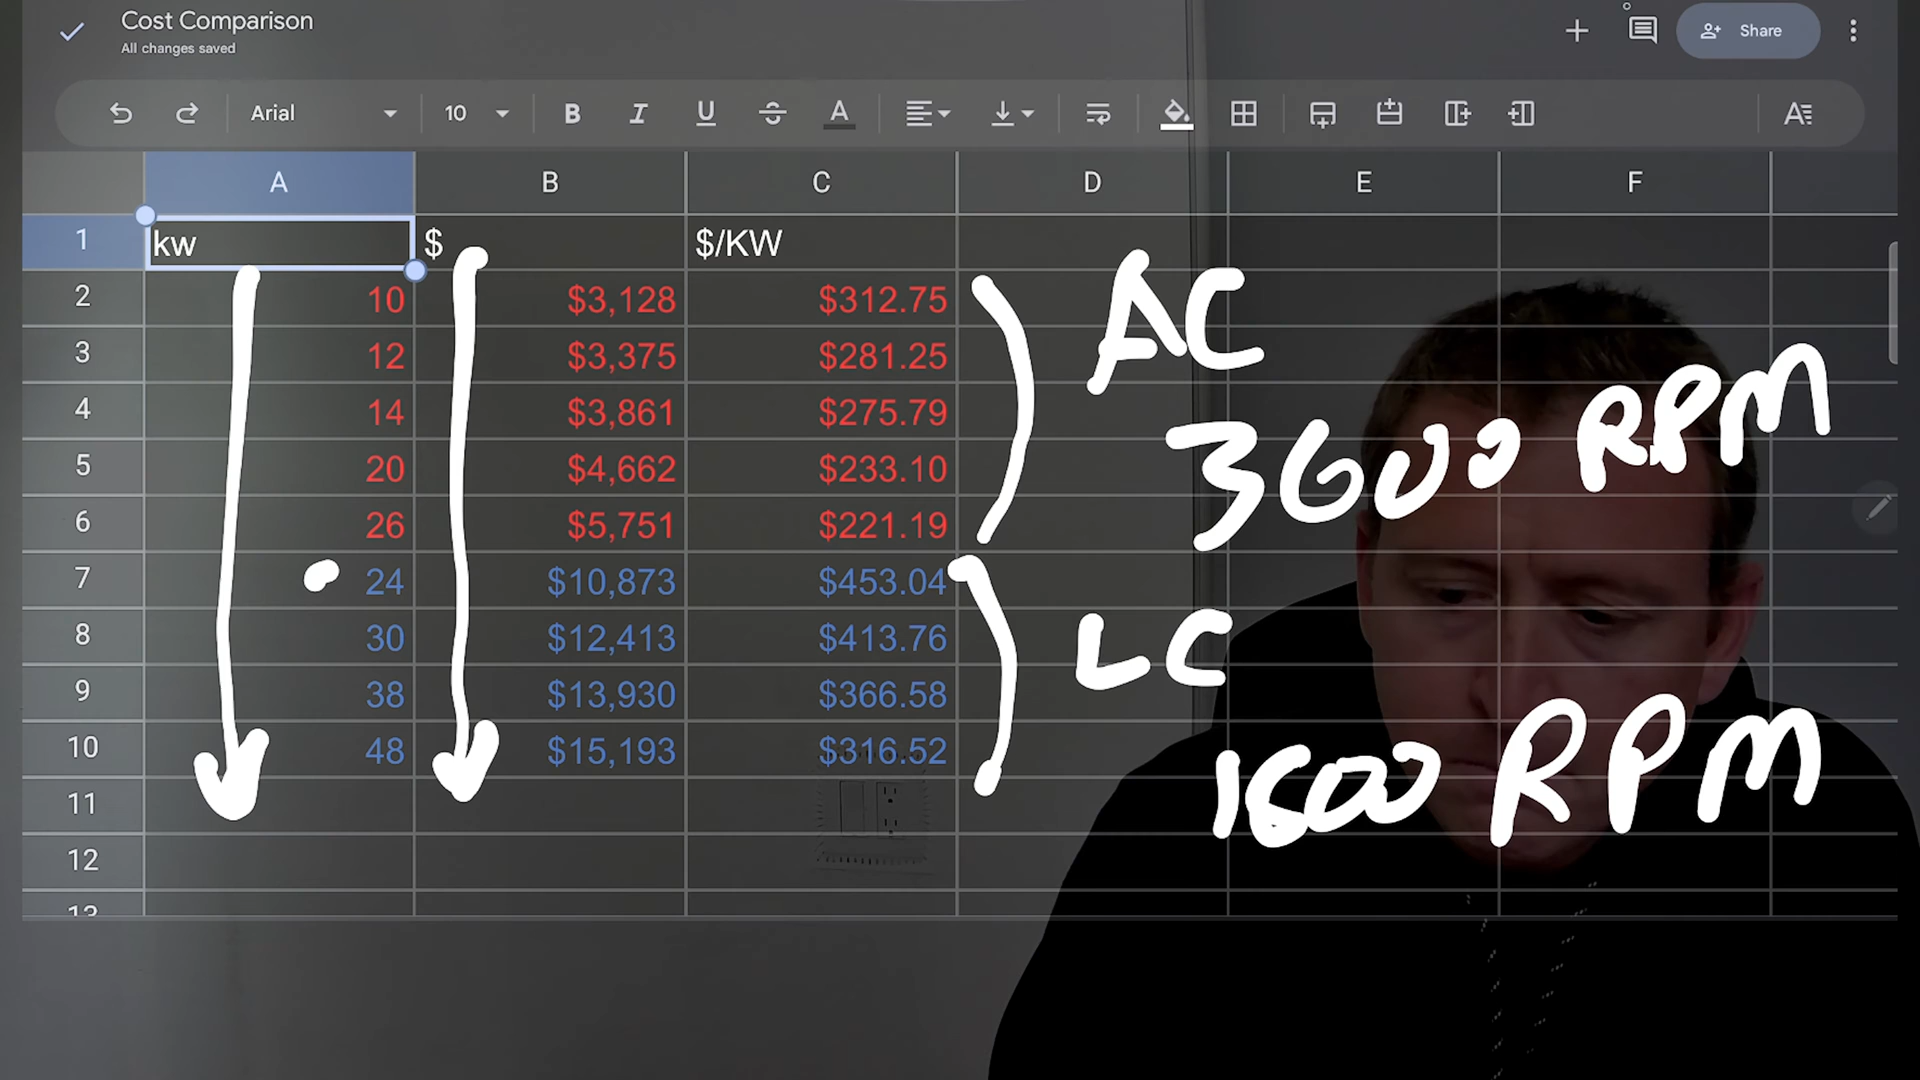 Cost Comparison
All changes saved
Share
Arial 10 B I U S A
A B C D E F
1 kw $ $/KW
2 10 $3,128 $312.75
3 12 $3,375 $281.25
4 14 $3,861 $275.79
5 20 $4,662 $233.10
6 26 $5,751 $221.19
7 24 $10,873 $453.04
8 30 $12,413 $413.76
9 38 $13,930 $366.58
10 48 $15,193 $316.52
11
12
13
AC
3600 RPM
LC
RPM